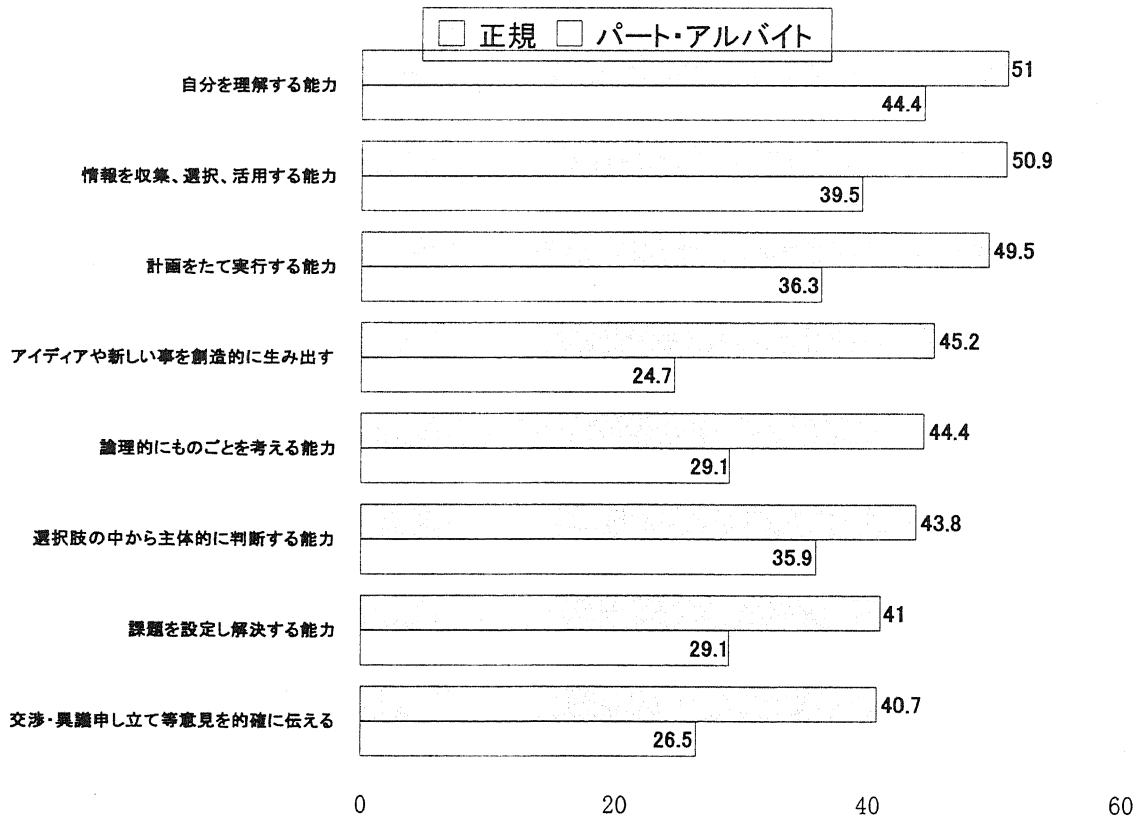 正規 パート・アルバイト
自分を理解する能力
51
44.4
情報を収集、選択、活用する能力
50.9
39.5
計画をたて実行する能力
49.5
36.3
アイディアや新しい事を創造的に生み出す
45.2
24.7
論理的にものごとを考える能力
44.4
29.1
選択肢の中から主体的に判断する能力
43.8
35.9
課題を設定し解決する能力
41
29.1
交渉・異議申し立て等意見を的確に伝える
40.7
26.5
0 20 40 60